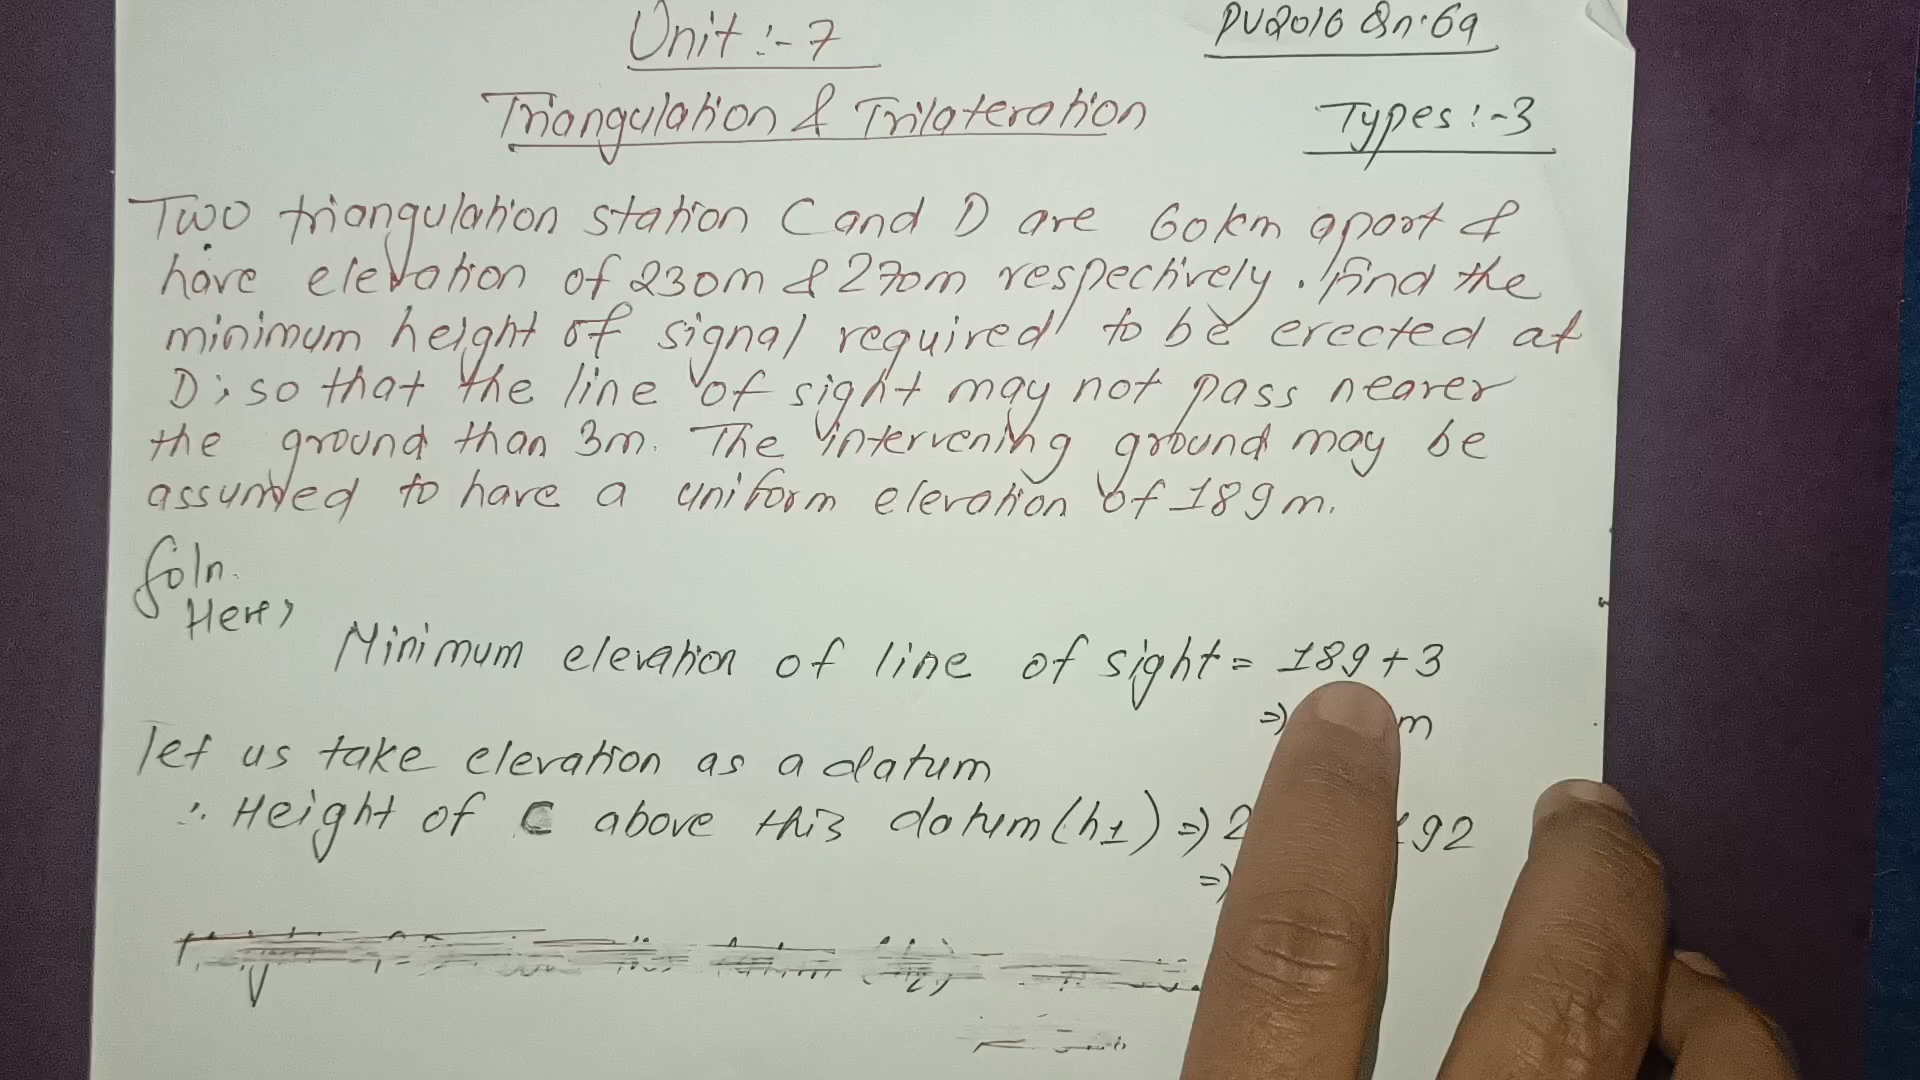 Unit :- 7
PU2016 Qn.6a
Triangulation & Trilateration
Types :-3
Two triangulation station C and D are 60km apart &
have elevation of 230m & 270m respectively. Find the
minimum height of signal required to be erected at
D; so that the line of sight may not pass nearer
the ground than 3m. The intervening ground may be
assumed to have a uniform elevation of 189m.
Soln.
Here,
Minimum elevation of line of sight = 189+3
=) m
let us take elevation as a datum
∴ Height of C above this datum (h1) =) 2 192
=)